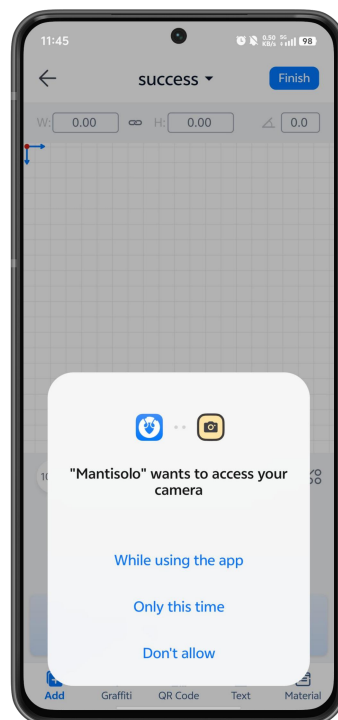 11:45
0.50 KB/s 5G 98
success
Finish
W: 0.00 H: 0.00 0.0
"Mantisolo" wants to access your
camera
While using the app
Only this time
Don't allow
Add Graffiti QR Code Text Material